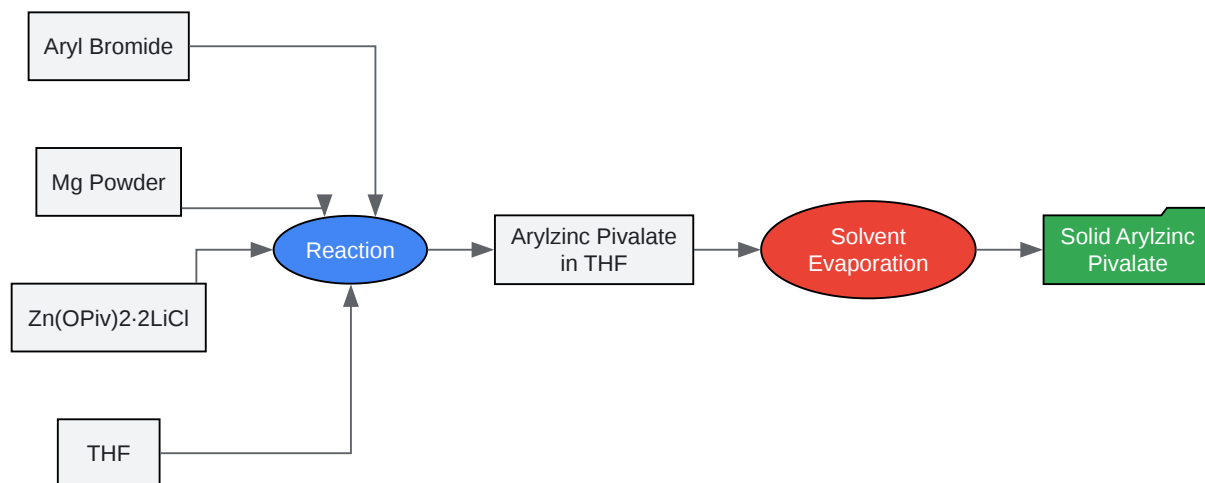 Aryl Bromide
Mg Powder
Zn(OPiv)2·2LiCl
THF
Reaction
Arylzinc Pivalate
in THF
Solvent
Evaporation
Solid Arylzinc
Pivalate